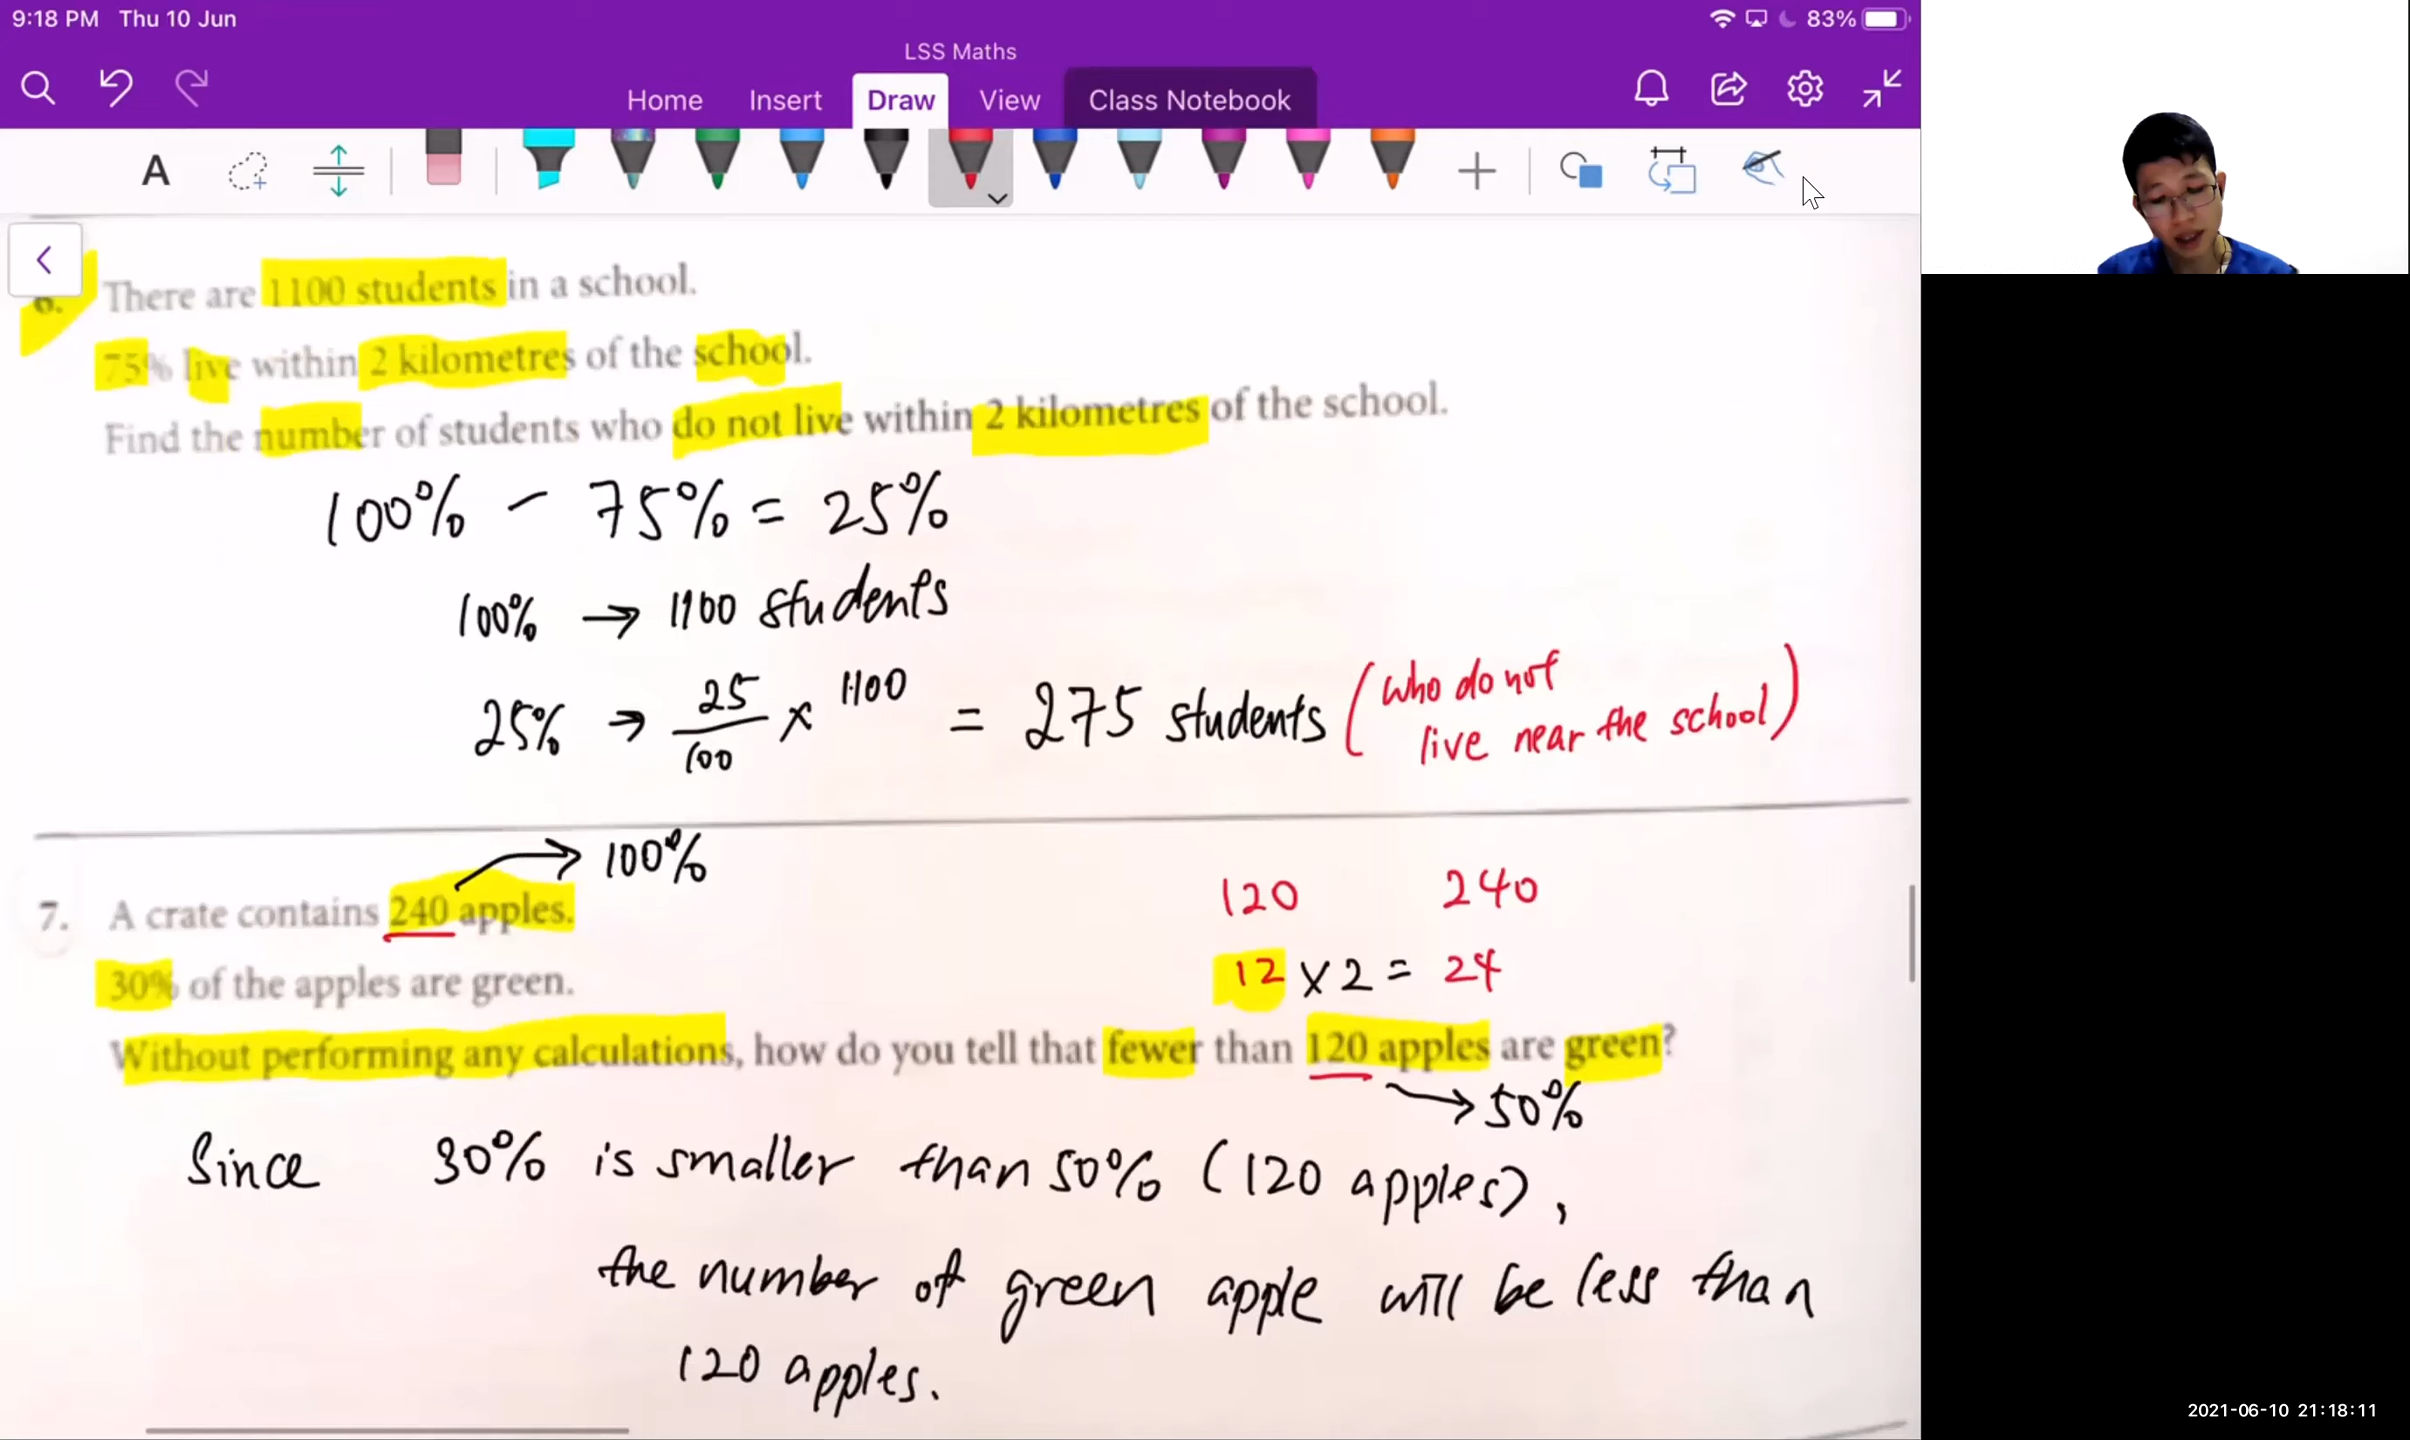 9:18 PM Thu 10 Jun
83%
LSS Maths
Home Insert Draw View Class Notebook
A
6. There are 1100 students in a school.
75% live within 2 kilometres of the school.
Find the number of students who do not live within 2 kilometres of the school.
100% - 75% = 25%
100% → 1100 students
25% → 25/100 × 1100 = 275 students (who do not
live near the school)
→ 100%
120 240
7. A crate contains 240 apples.
12 × 2 = 24
30% of the apples are green.
Without performing any calculations, how do you tell that fewer than 120 apples are green?
→ 50%
Since 30% is smaller than 50% (120 apples),
the number of green apple will be less than
120 apples.
2021-06-10 21:18:11